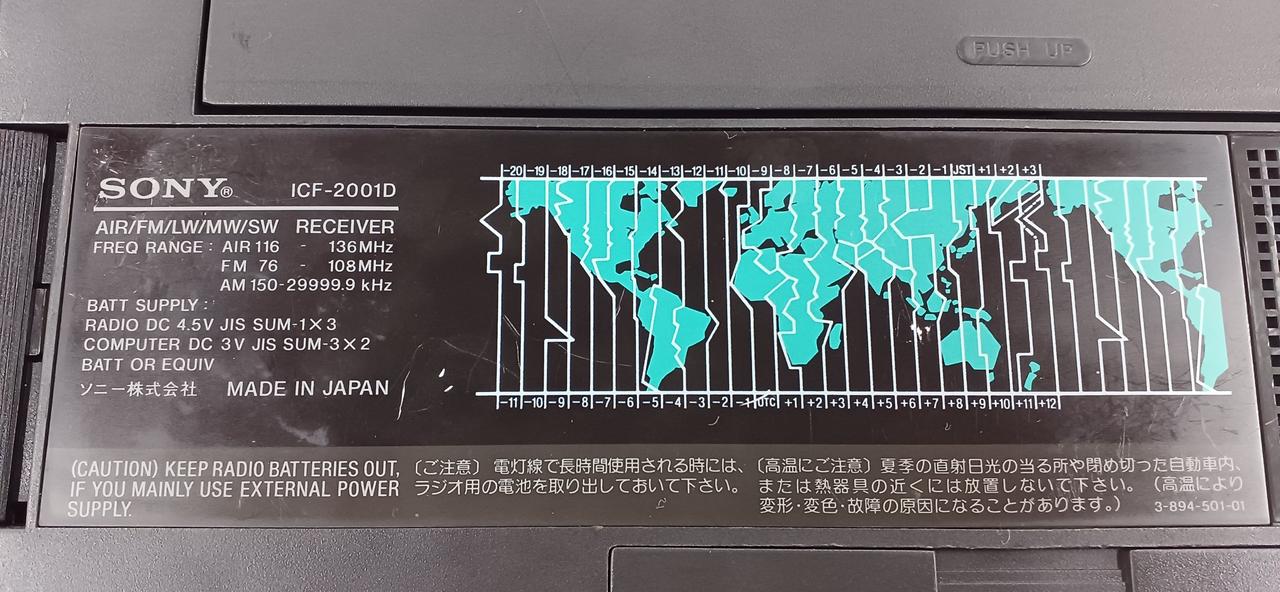 PUSH UP
SONY® ICF-2001D
AIR/FM/LW/MW/SW RECEIVER
FREQ RANGE : AIR 116 - 136MHz
FM 76 - 108MHz
AM 150-29999.9 kHz
BATT SUPPLY :
RADIO DC 4.5V JIS SUM-1×3
COMPUTER DC 3V JIS SUM-3×2
BATT OR EQUIV
ソニー株式会社 MADE IN JAPAN
-20 -19 -18 -17 -16 -15 -14 -13 -12 -11 -10 -9 -8 -7 -6 -5 -4 -3 -2 -1 JST +1 +2 +3
-11 -10 -9 -8 -7 -6 -5 -4 -3 -2 -1 UTC +1 +2 +3 +4 +5 +6 +7 +8 +9 +10 +11 +12
(CAUTION) KEEP RADIO BATTERIES OUT,
IF YOU MAINLY USE EXTERNAL POWER
SUPPLY.
〔ご注意〕 電灯線で長時間使用される時には、
ラジオ用の電池を取り出しておいて下さい。
〔高温にご注意〕 夏季の直射日光の当る所や閉め切った自動車内、
または熱器具の近くには放置しないで下さい。 (高温により
変形・変色・故障の原因になることがあります。)
3-894-501-01